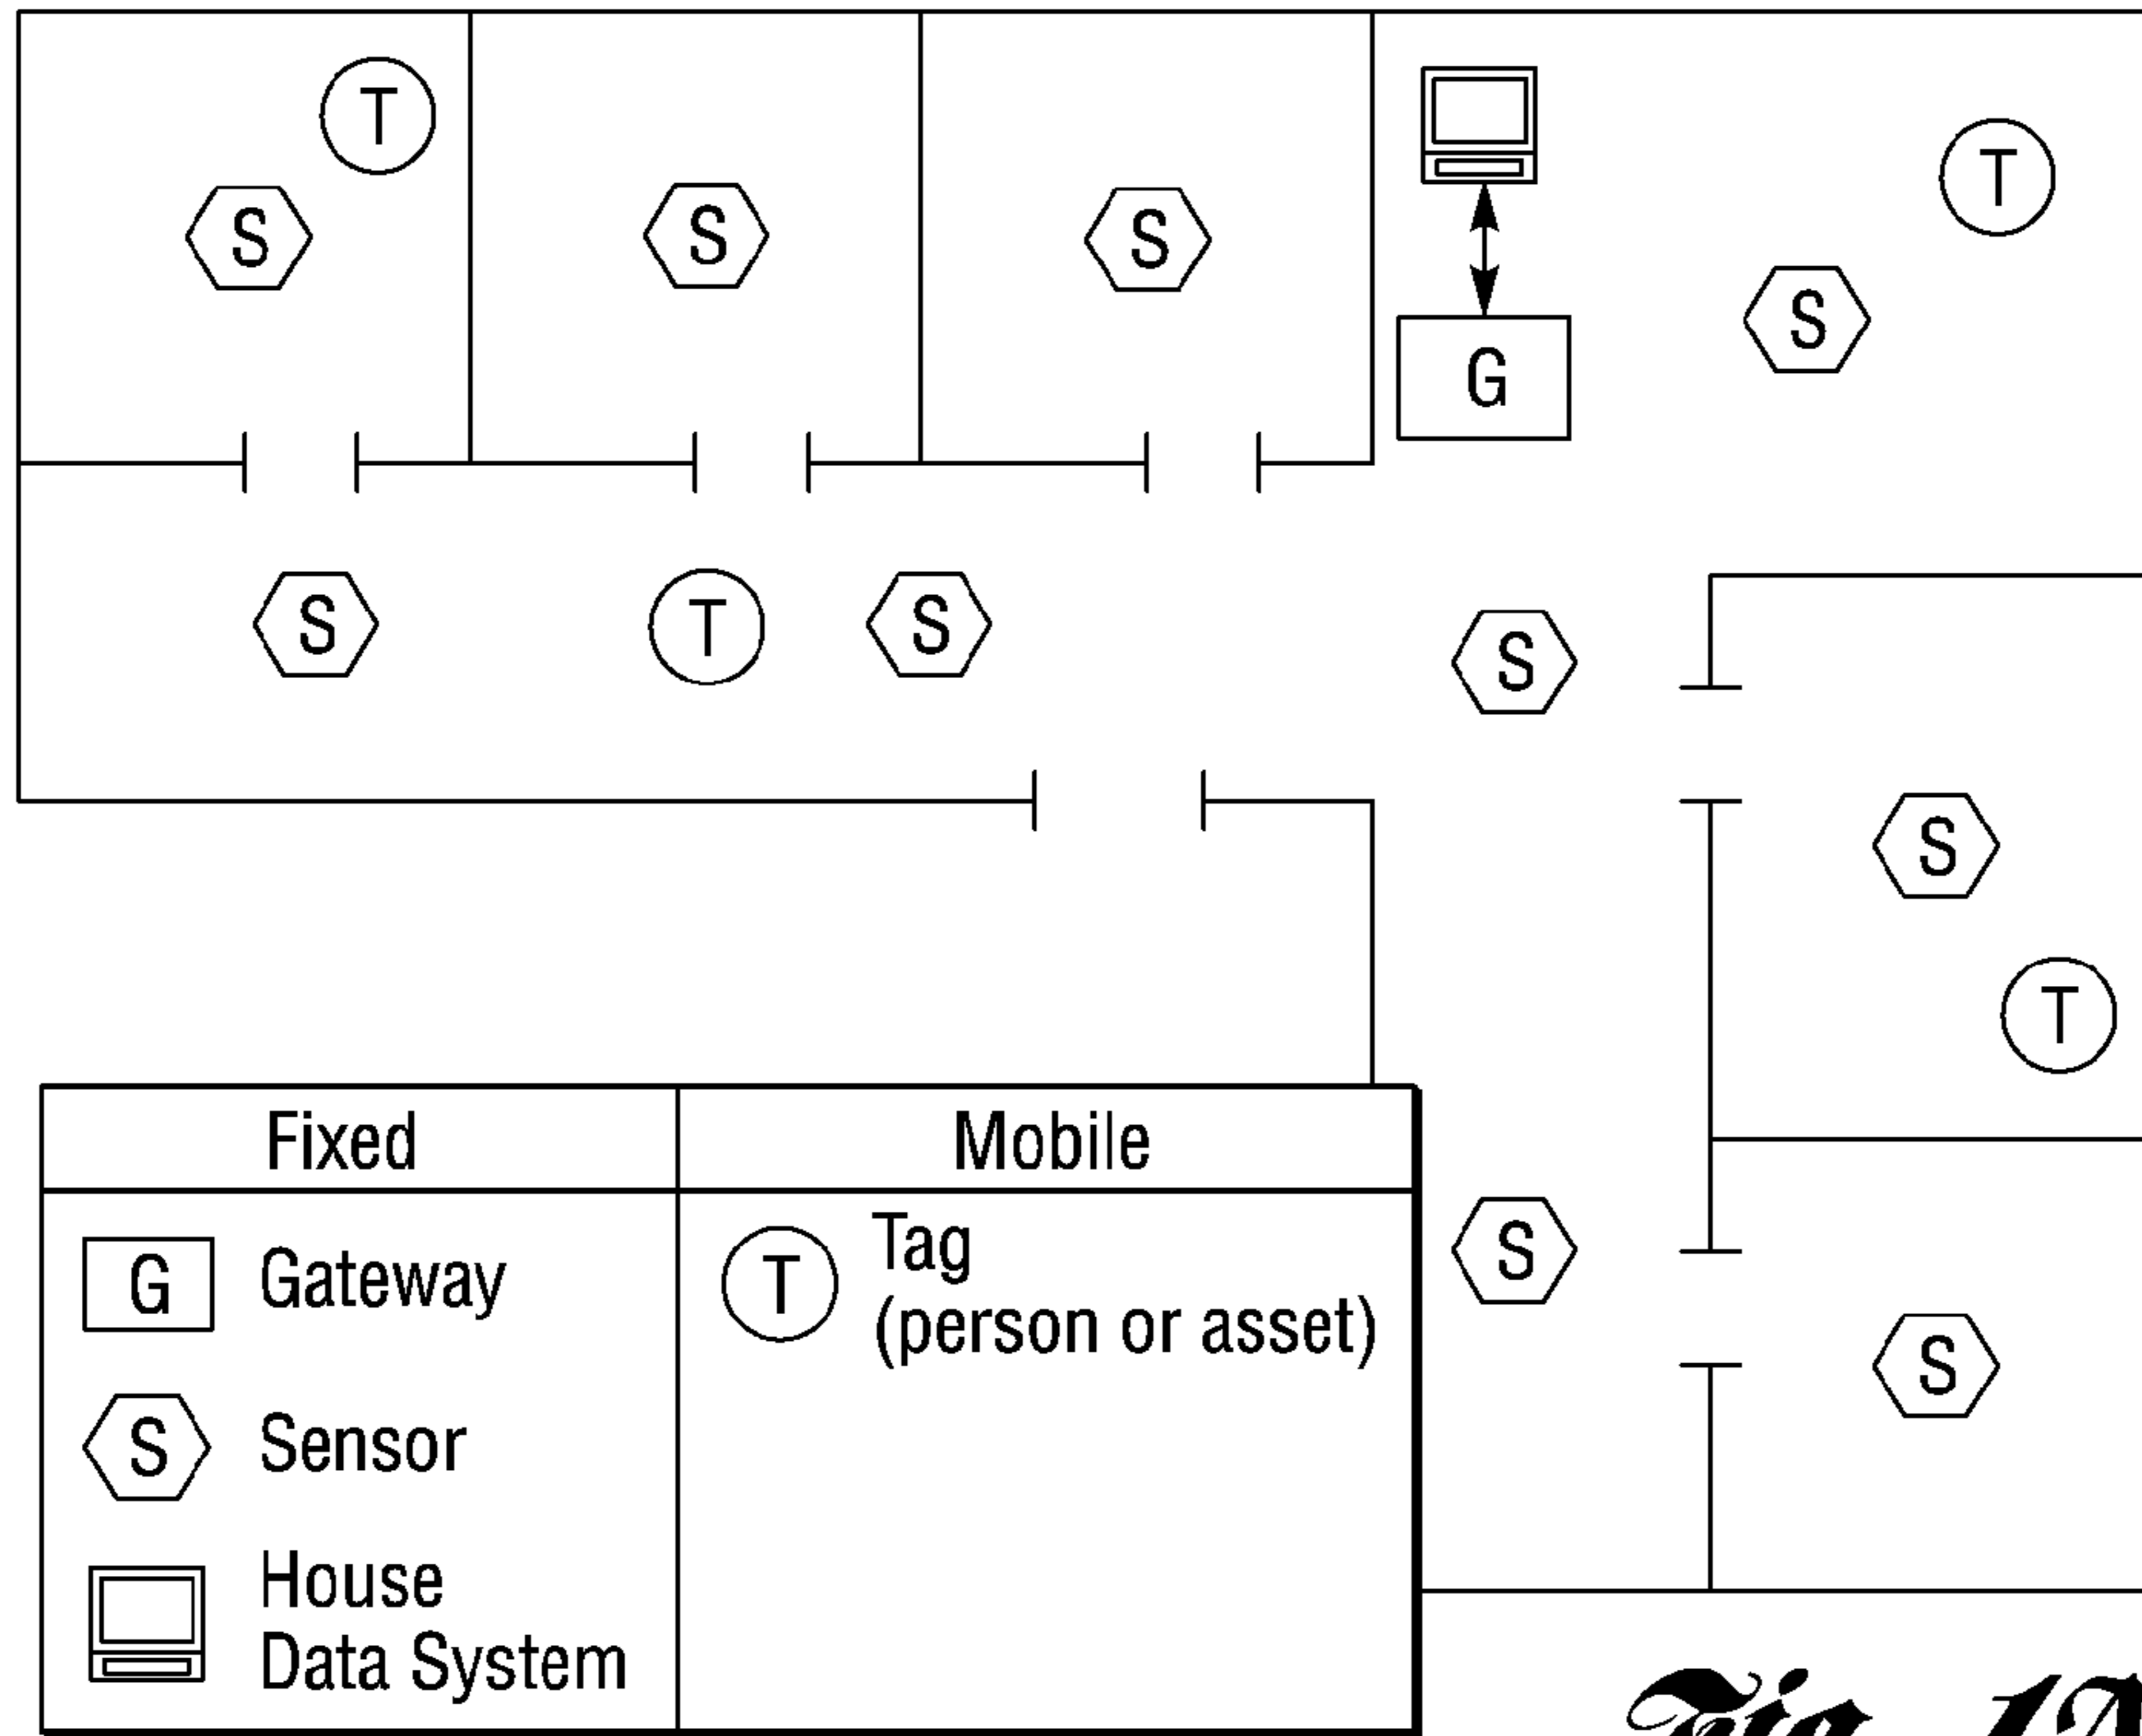 T
T
S
S
S
S
G
S
T
S
S
S
T
Fixed
Mobile
G Gateway
T Tag
(person or asset)
S Sensor
House
Data System
S
S